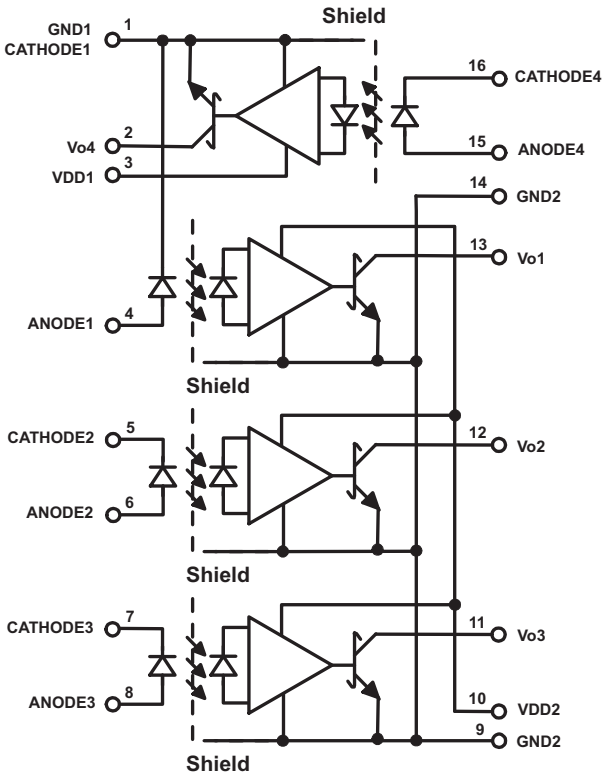 Shield
GND1 1
CATHODE1
16 CATHODE4
2
Vo4
3
VDD1
15 ANODE4
14 GND2
13 Vo1
4
ANODE1
Shield
CATHODE2 5
12 Vo2
6
ANODE2
Shield
CATHODE3 7
11 Vo3
8
ANODE3
10 VDD2
9 GND2
Shield